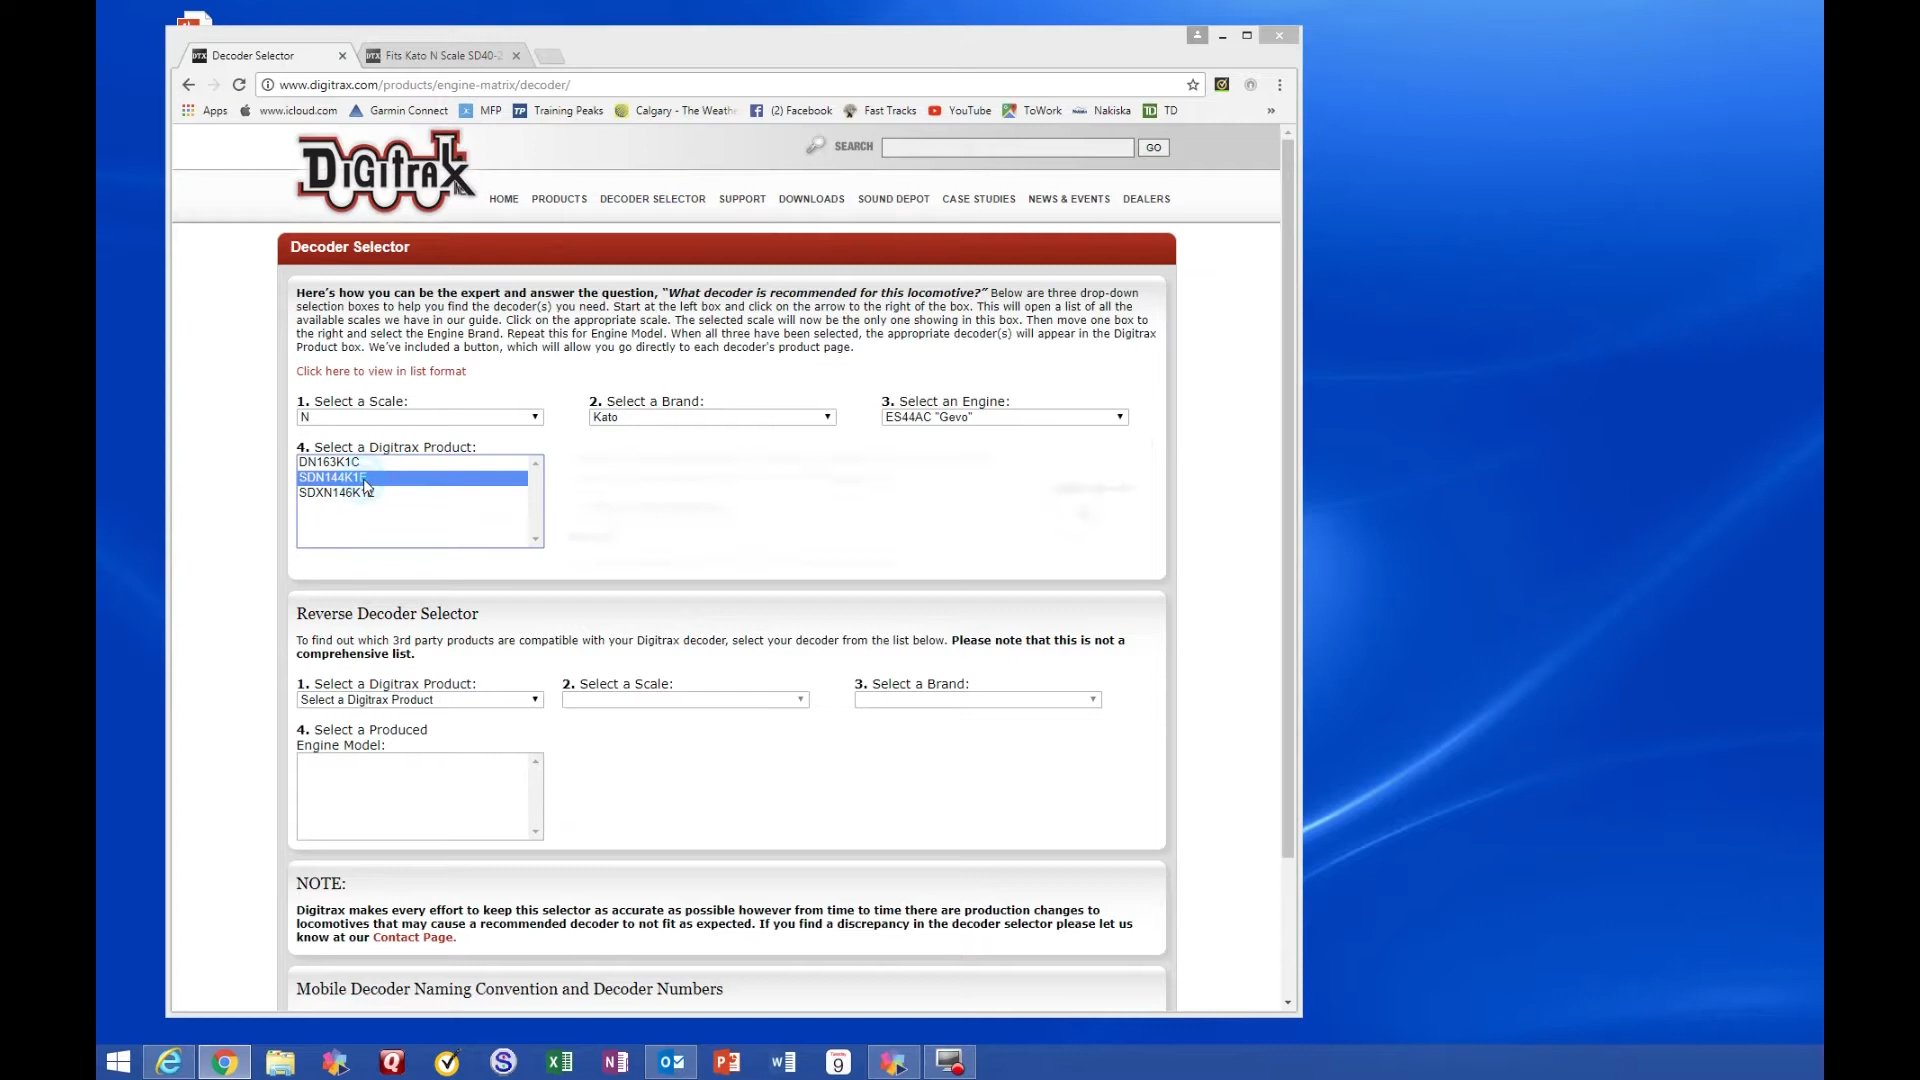 Decoder Selector
Fits Kato N Scale SD40-2
www.digitrax.com/products/engine-matrix/decoder/
Apps www.icloud.com Garmin Connect MFP Training Peaks Calgary - The Weathe (2) Facebook Fast Tracks YouTube ToWork Nakiska TD »
DIGITRAX
SEARCH GO
HOME PRODUCTS DECODER SELECTOR SUPPORT DOWNLOADS SOUND DEPOT CASE STUDIES NEWS & EVENTS DEALERS
Decoder Selector
Here's how you can be the expert and answer the question, "What decoder is recommended for this locomotive?" Below are three drop-down
selection boxes to help you find the decoder(s) you need. Start at the left box and click on the arrow to the right of the box. This will open a list of all the
available scales we have in our guide. Click on the appropriate scale. The selected scale will now be the only one showing in this box. Then move one box to
the right and select the Engine Brand. Repeat this for Engine Model. When all three have been selected, the appropriate decoder(s) will appear in the Digitrax
Product box. We've included a button, which will allow you go directly to each decoder's product page.
Click here to view in list format
1. Select a Scale: 2. Select a Brand: 3. Select an Engine:
N Kato ES44AC "Gevo"
4. Select a Digitrax Product:
DN163K1C
SDN144K1E
Reverse Decoder Selector
To find out which 3rd party products are compatible with your Digitrax decoder, select your decoder from the list below. Please note that this is not a
comprehensive list.
1. Select a Digitrax Product: 2. Select a Scale: 3. Select a Brand:
Select a Digitrax Product
4. Select a Produced
Engine Model:
NOTE:
Digitrax makes every effort to keep this selector as accurate as possible however from time to time there are production changes to
locomotives that may cause a recommended decoder to not fit as expected. If you find a discrepancy in the decoder selector please let us
know at our Contact Page.
Mobile Decoder Naming Convention and Decoder Numbers
9